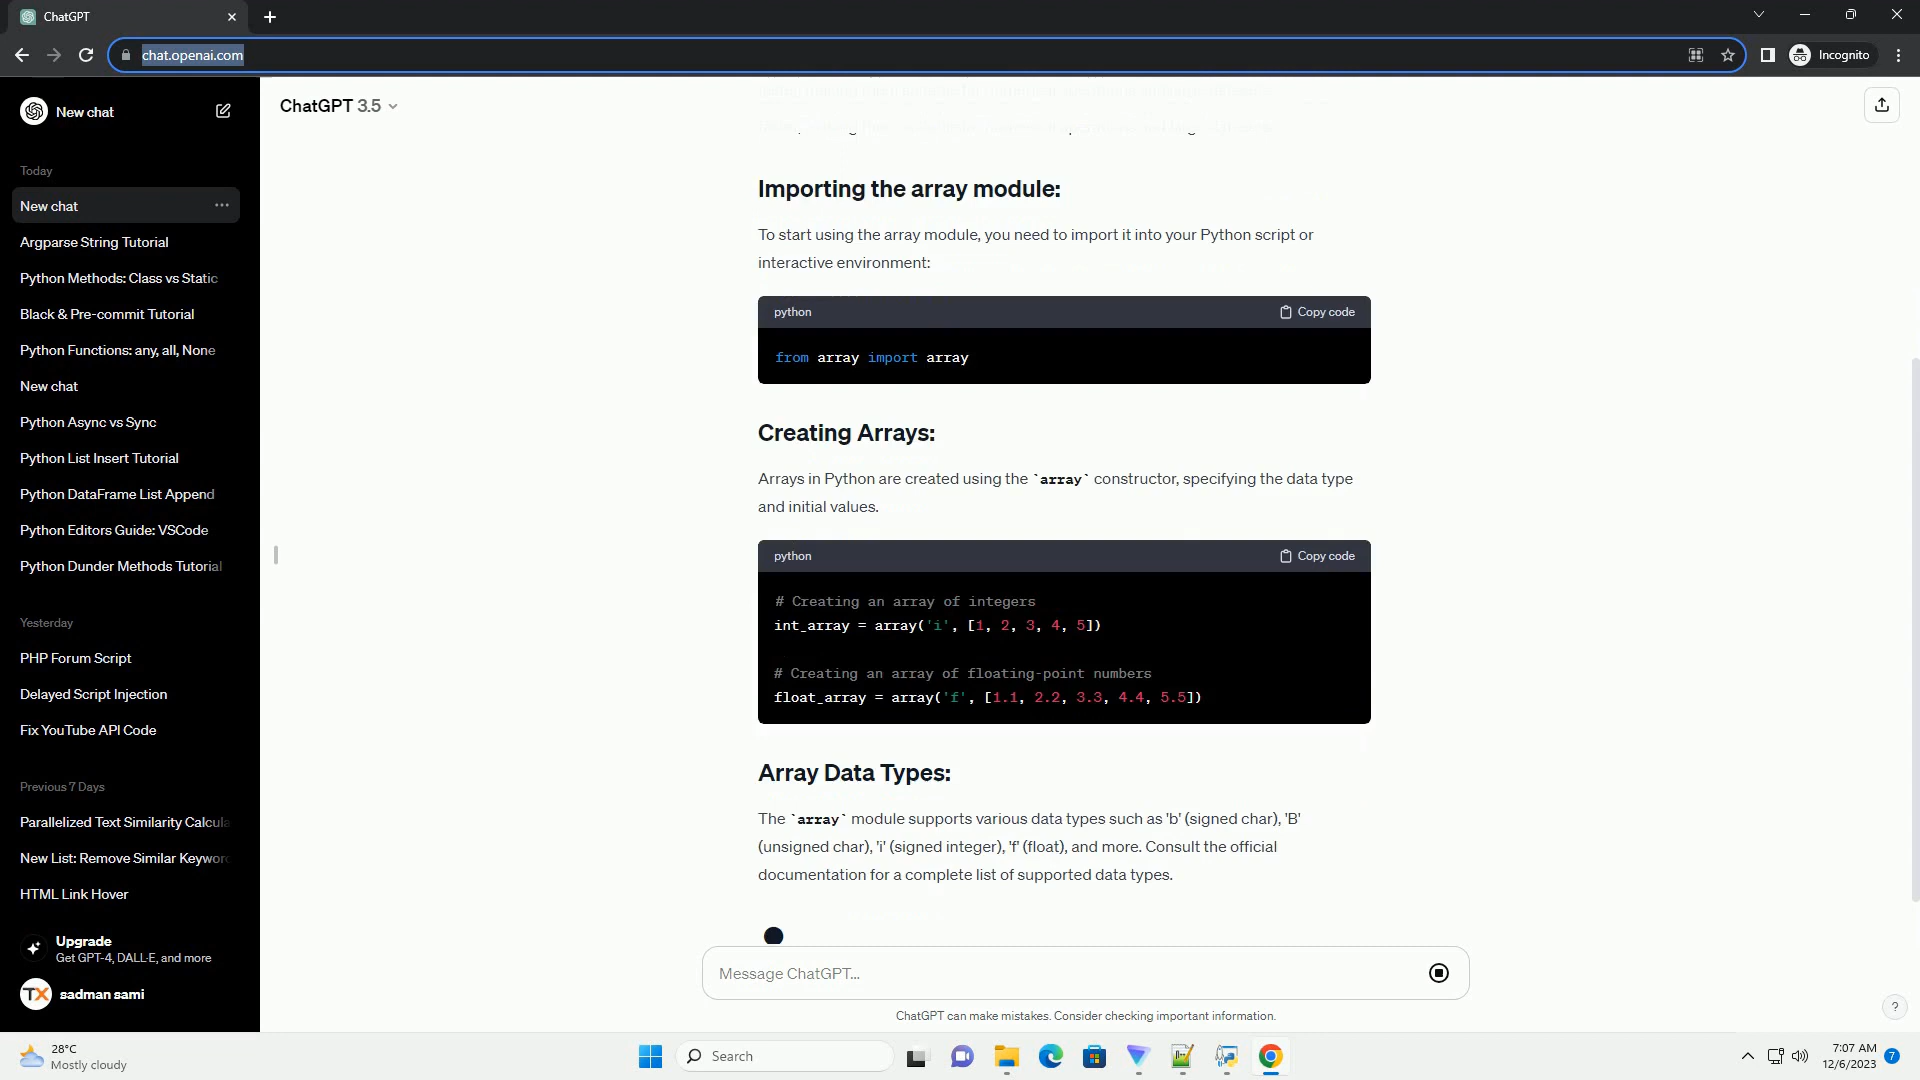 ChatGPT
chat.openai.com
Incognito
New chat
ChatGPT 3.5
Today
New chat
Argparse String Tutorial
Python Methods: Class vs Static
Black & Pre-commit Tutorial
Python Functions: any, all, None
New chat
Python Async vs Sync
Python List Insert Tutorial
Python DataFrame List Append
Python Editors Guide: VSCode
Python Dunder Methods Tutorial
Yesterday
PHP Forum Script
Delayed Script Injection
Fix YouTube API Code
Previous 7 Days
Parallelized Text Similarity Calcula
New List: Remove Similar Keyword
HTML Link Hover
Upgrade
Get GPT-4, DALL·E, and more
TX
sadman sami
Importing the array module:
To start using the array module, you need to import it into your Python script or
interactive environment:
python
Copy code
from array import array
Creating Arrays:
Arrays in Python are created using the `array` constructor, specifying the data type
and initial values.
python
Copy code
# Creating an array of integers
int_array = array('i', [1, 2, 3, 4, 5])
# Creating an array of floating-point numbers
float_array = array('f', [1.1, 2.2, 3.3, 4.4, 5.5])
Array Data Types:
The `array` module supports various data types such as 'b' (signed char), 'B'
(unsigned char), 'i' (signed integer), 'f' (float), and more. Consult the official
documentation for a complete list of supported data types.
Message ChatGPT...
ChatGPT can make mistakes. Consider checking important information.
?
28°C
Mostly cloudy
Search
7:07 AM
12/6/2023
7